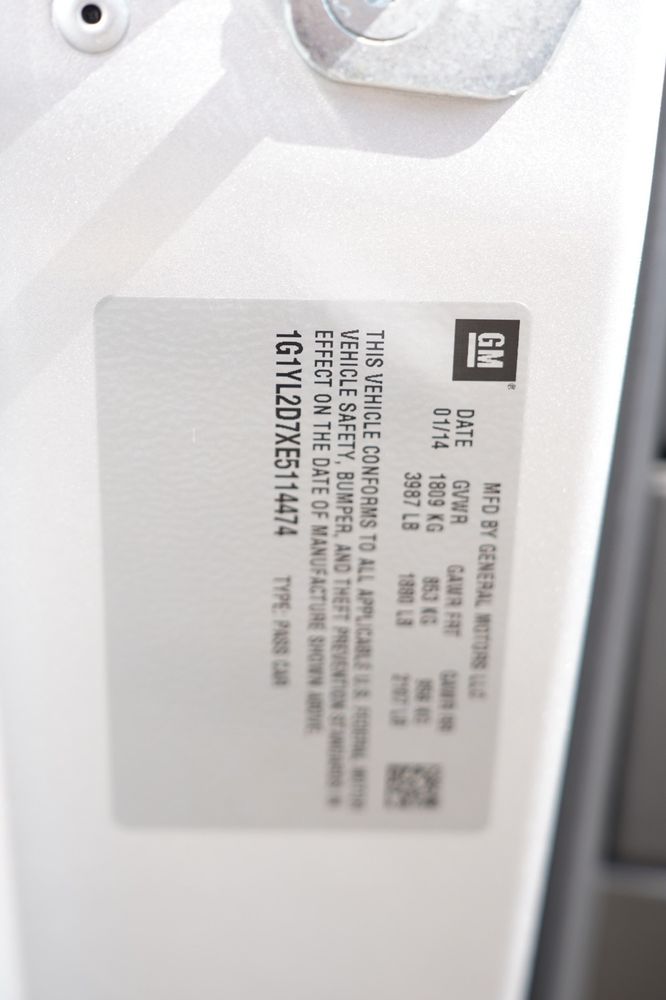 GM
MFD BY GENERAL MOTORS LLC
DATE GVWR GAWR FRT GAWR RR
01/14 1809 KG 853 KG
3987 LB 1880 LB
THIS VEHICLE CONFORMS TO ALL APPLICABLE U.S. FEDERAL MOTOR
VEHICLE SAFETY, BUMPER, AND THEFT PREVENTION STANDARDS IN
EFFECT ON THE DATE OF MANUFACTURE SHOWN ABOVE.
1G1YL2D7XE5114474 TYPE: PASS CAR